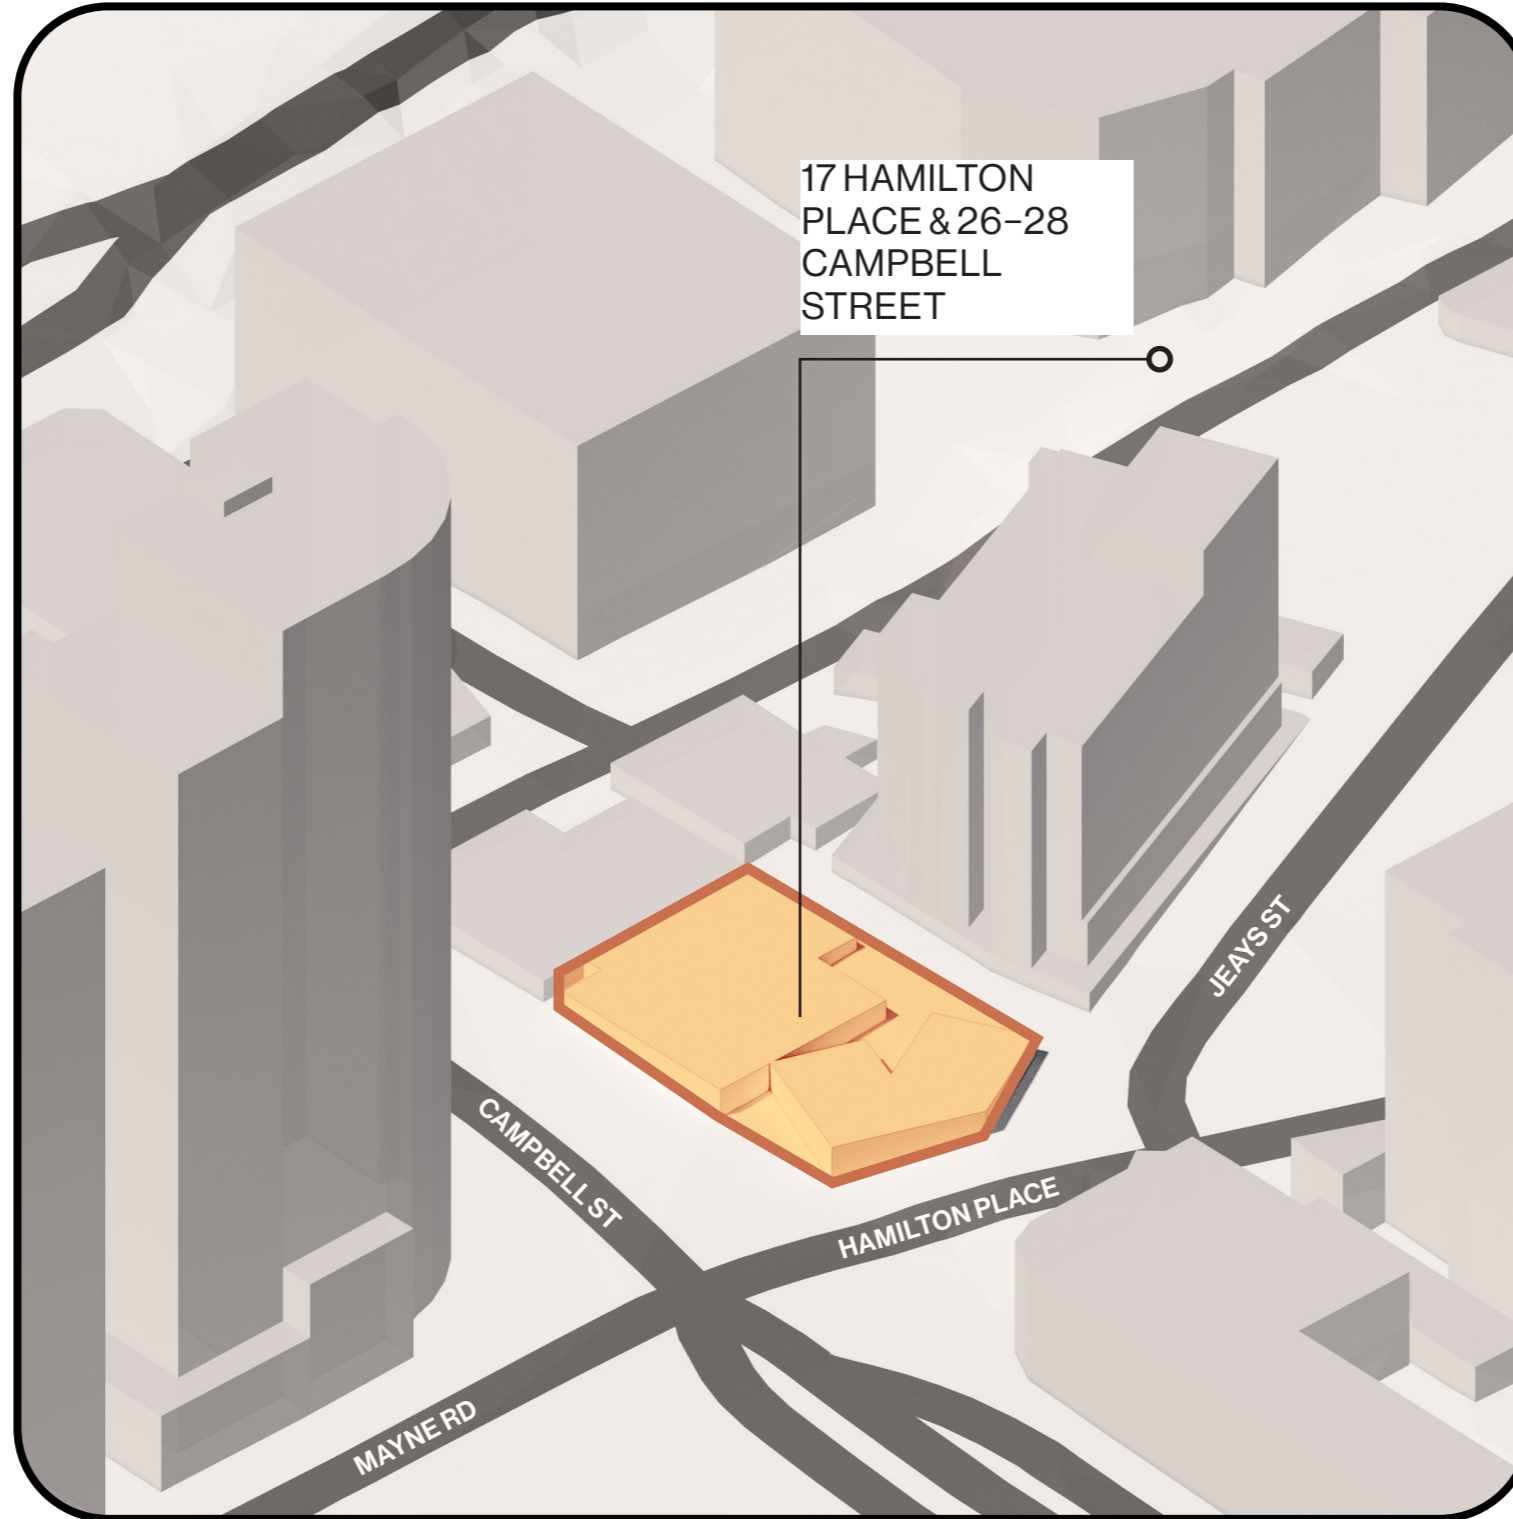 17 HAMILTON
PLACE & 26–28
CAMPBELL
STREET
JEAYS ST
CAMPBELL ST
HAMILTON PLACE
MAYNE RD